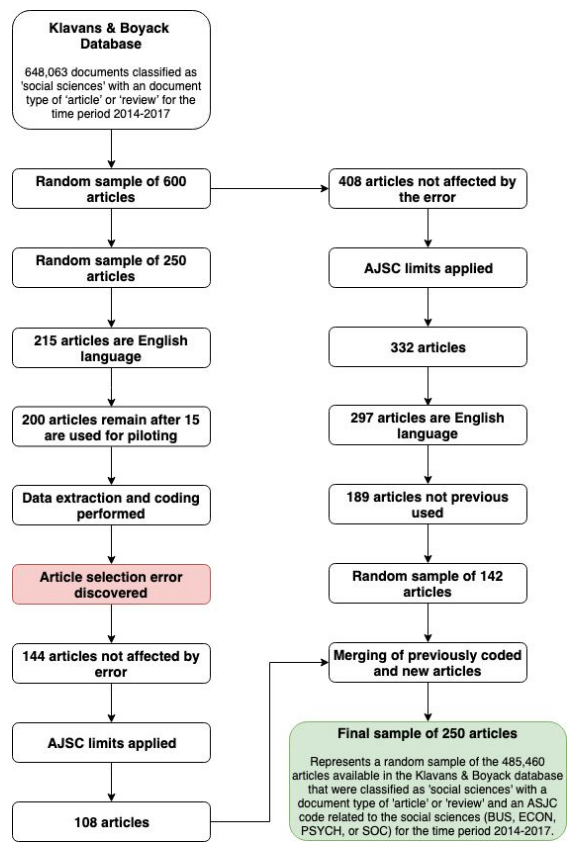 Klavans & Boyack
Database
648,063 documents classified as
'social sciences' with an document
type of 'article' or 'review' for the
time period 2014-2017
Random sample of 600
articles
Random sample of 250
articles
215 articles are English
language
200 articles remain after 15
are used for piloting
Data extraction and coding
performed
Article selection error
discovered
144 articles not affected by
error
AJSC limits applied
108 articles
408 articles not affected by
the error
AJSC limits applied
332 articles
297 articles are English
language
189 articles not previous
used
Random sample of 142
articles
Merging of previously coded
and new articles
Final sample of 250 articles
Represents a random sample of the 485,460
articles available in the Klavans & Boyack database
that were classified as 'social sciences' with a
document type of 'article' or 'review' and an ASJC
code related to the social sciences (BUS, ECON,
PSYCH, or SOC) for the time period 2014-2017.